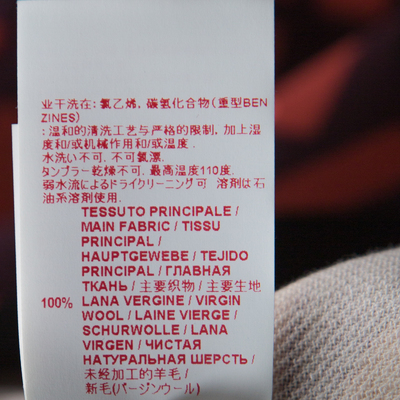 业干洗在: 氯乙烯, 碳氢化合物 (重型BEN
ZINES)
: 温和的清洗工艺与严格的限制, 加上湿
度和/或机械作用和/或温度.
水洗い不可. 不可氯漂.
タンブラー乾燥不可. 最高温度110度.
弱水流によるドライクリーニング可 溶剤は石
油系溶剤使用.
TESSUTO PRINCIPALE /
MAIN FABRIC / TISSU
PRINCIPAL /
HAUPTGEWEBE / TEJIDO
PRINCIPAL / ГЛАВНАЯ
ТКАНЬ / 主要织物 / 主要生地
100% LANA VERGINE / VIRGIN
WOOL / LAINE VIERGE /
SCHURWOLLE / LANA
VIRGEN / ЧИСТАЯ
НАТУРАЛЬНАЯ ШЕРСТЬ /
未经加工的羊毛 /
新毛(バージンウール)